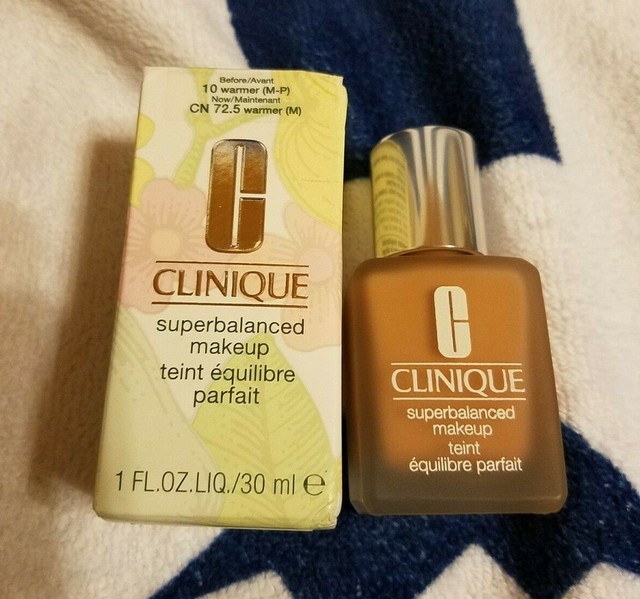 Before/Avant
10 warmer (M-P)
Now/Maintenant
CN 72.5 warmer (M)
CLINIQUE
superbalanced
makeup
teint équilibre
parfait
1 FL.OZ.LIQ./30 ml e
CLINIQUE
superbalanced
makeup
teint
équilibre parfait